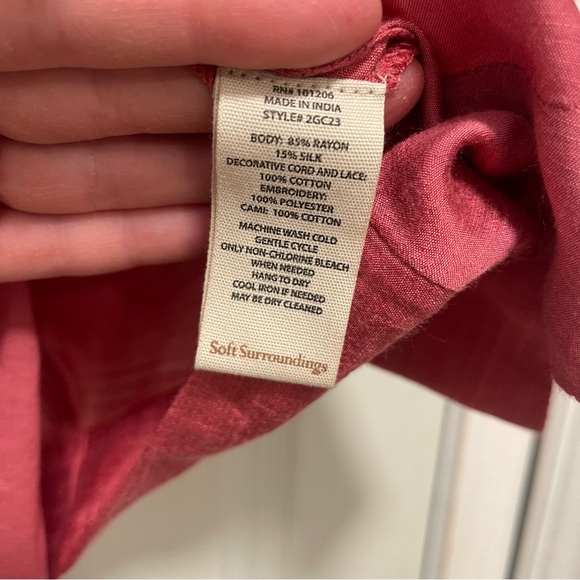 RN# 101206
MADE IN INDIA
STYLE# 2GC23
BODY: 85% RAYON
15% SILK
DECORATIVE CORD AND LACE:
100% COTTON
EMBROIDERY:
100% POLYESTER
CAMI: 100% COTTON
MACHINE WASH COLD
GENTLE CYCLE
ONLY NON-CHLORINE BLEACH
WHEN NEEDED
HANG TO DRY
COOL IRON IF NEEDED
MAY BE DRY CLEANED
Soft Surroundings